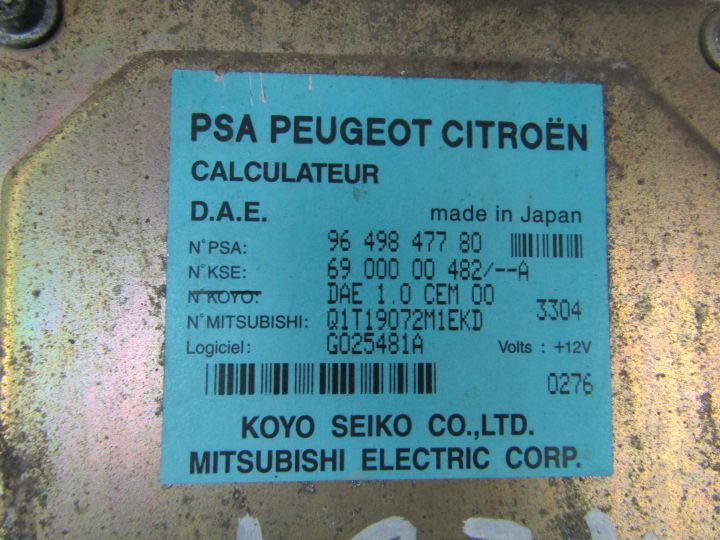 PSA PEUGEOT CITROËN
CALCULATEUR
D.A.E. made in Japan
N°PSA: 96 498 477 80
N°KSE: 69 000 00 482/--A
N°KOYO: DAE 1.0 CEM 00
3304
N°MITSUBISHI: Q1T19072M1EKD
Logiciel: G025481A Volts : +12V
0276
KOYO SEIKO CO.,LTD.
MITSUBISHI ELECTRIC CORP.